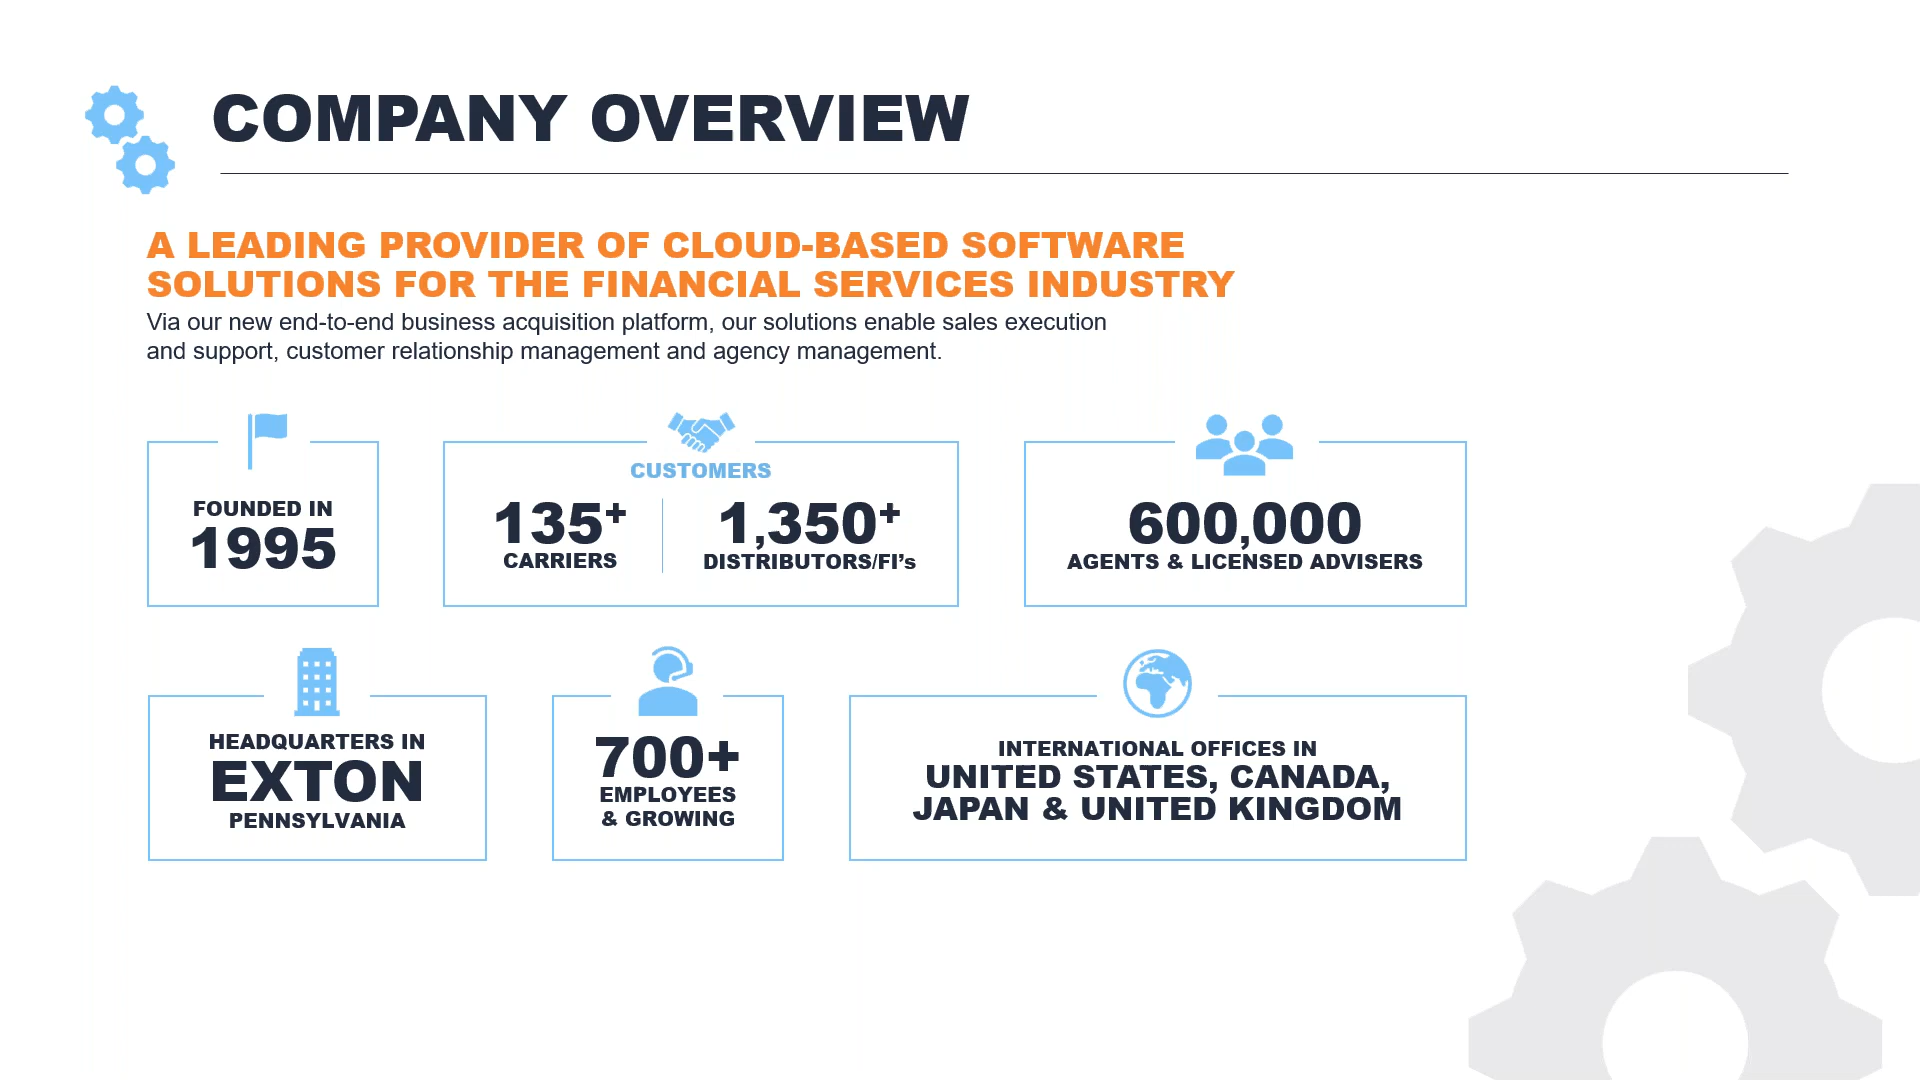 COMPANY OVERVIEW
A LEADING PROVIDER OF CLOUD-BASED SOFTWARE
SOLUTIONS FOR THE FINANCIAL SERVICES INDUSTRY
Via our new end-to-end business acquisition platform, our solutions enable sales execution
and support, customer relationship management and agency management.
FOUNDED IN
1995
CUSTOMERS
135+
CARRIERS
1,350+
DISTRIBUTORS/FI’s
600,000
AGENTS & LICENSED ADVISERS
HEADQUARTERS IN
EXTON
PENNSYLVANIA
700+
EMPLOYEES
& GROWING
INTERNATIONAL OFFICES IN
UNITED STATES, CANADA,
JAPAN & UNITED KINGDOM